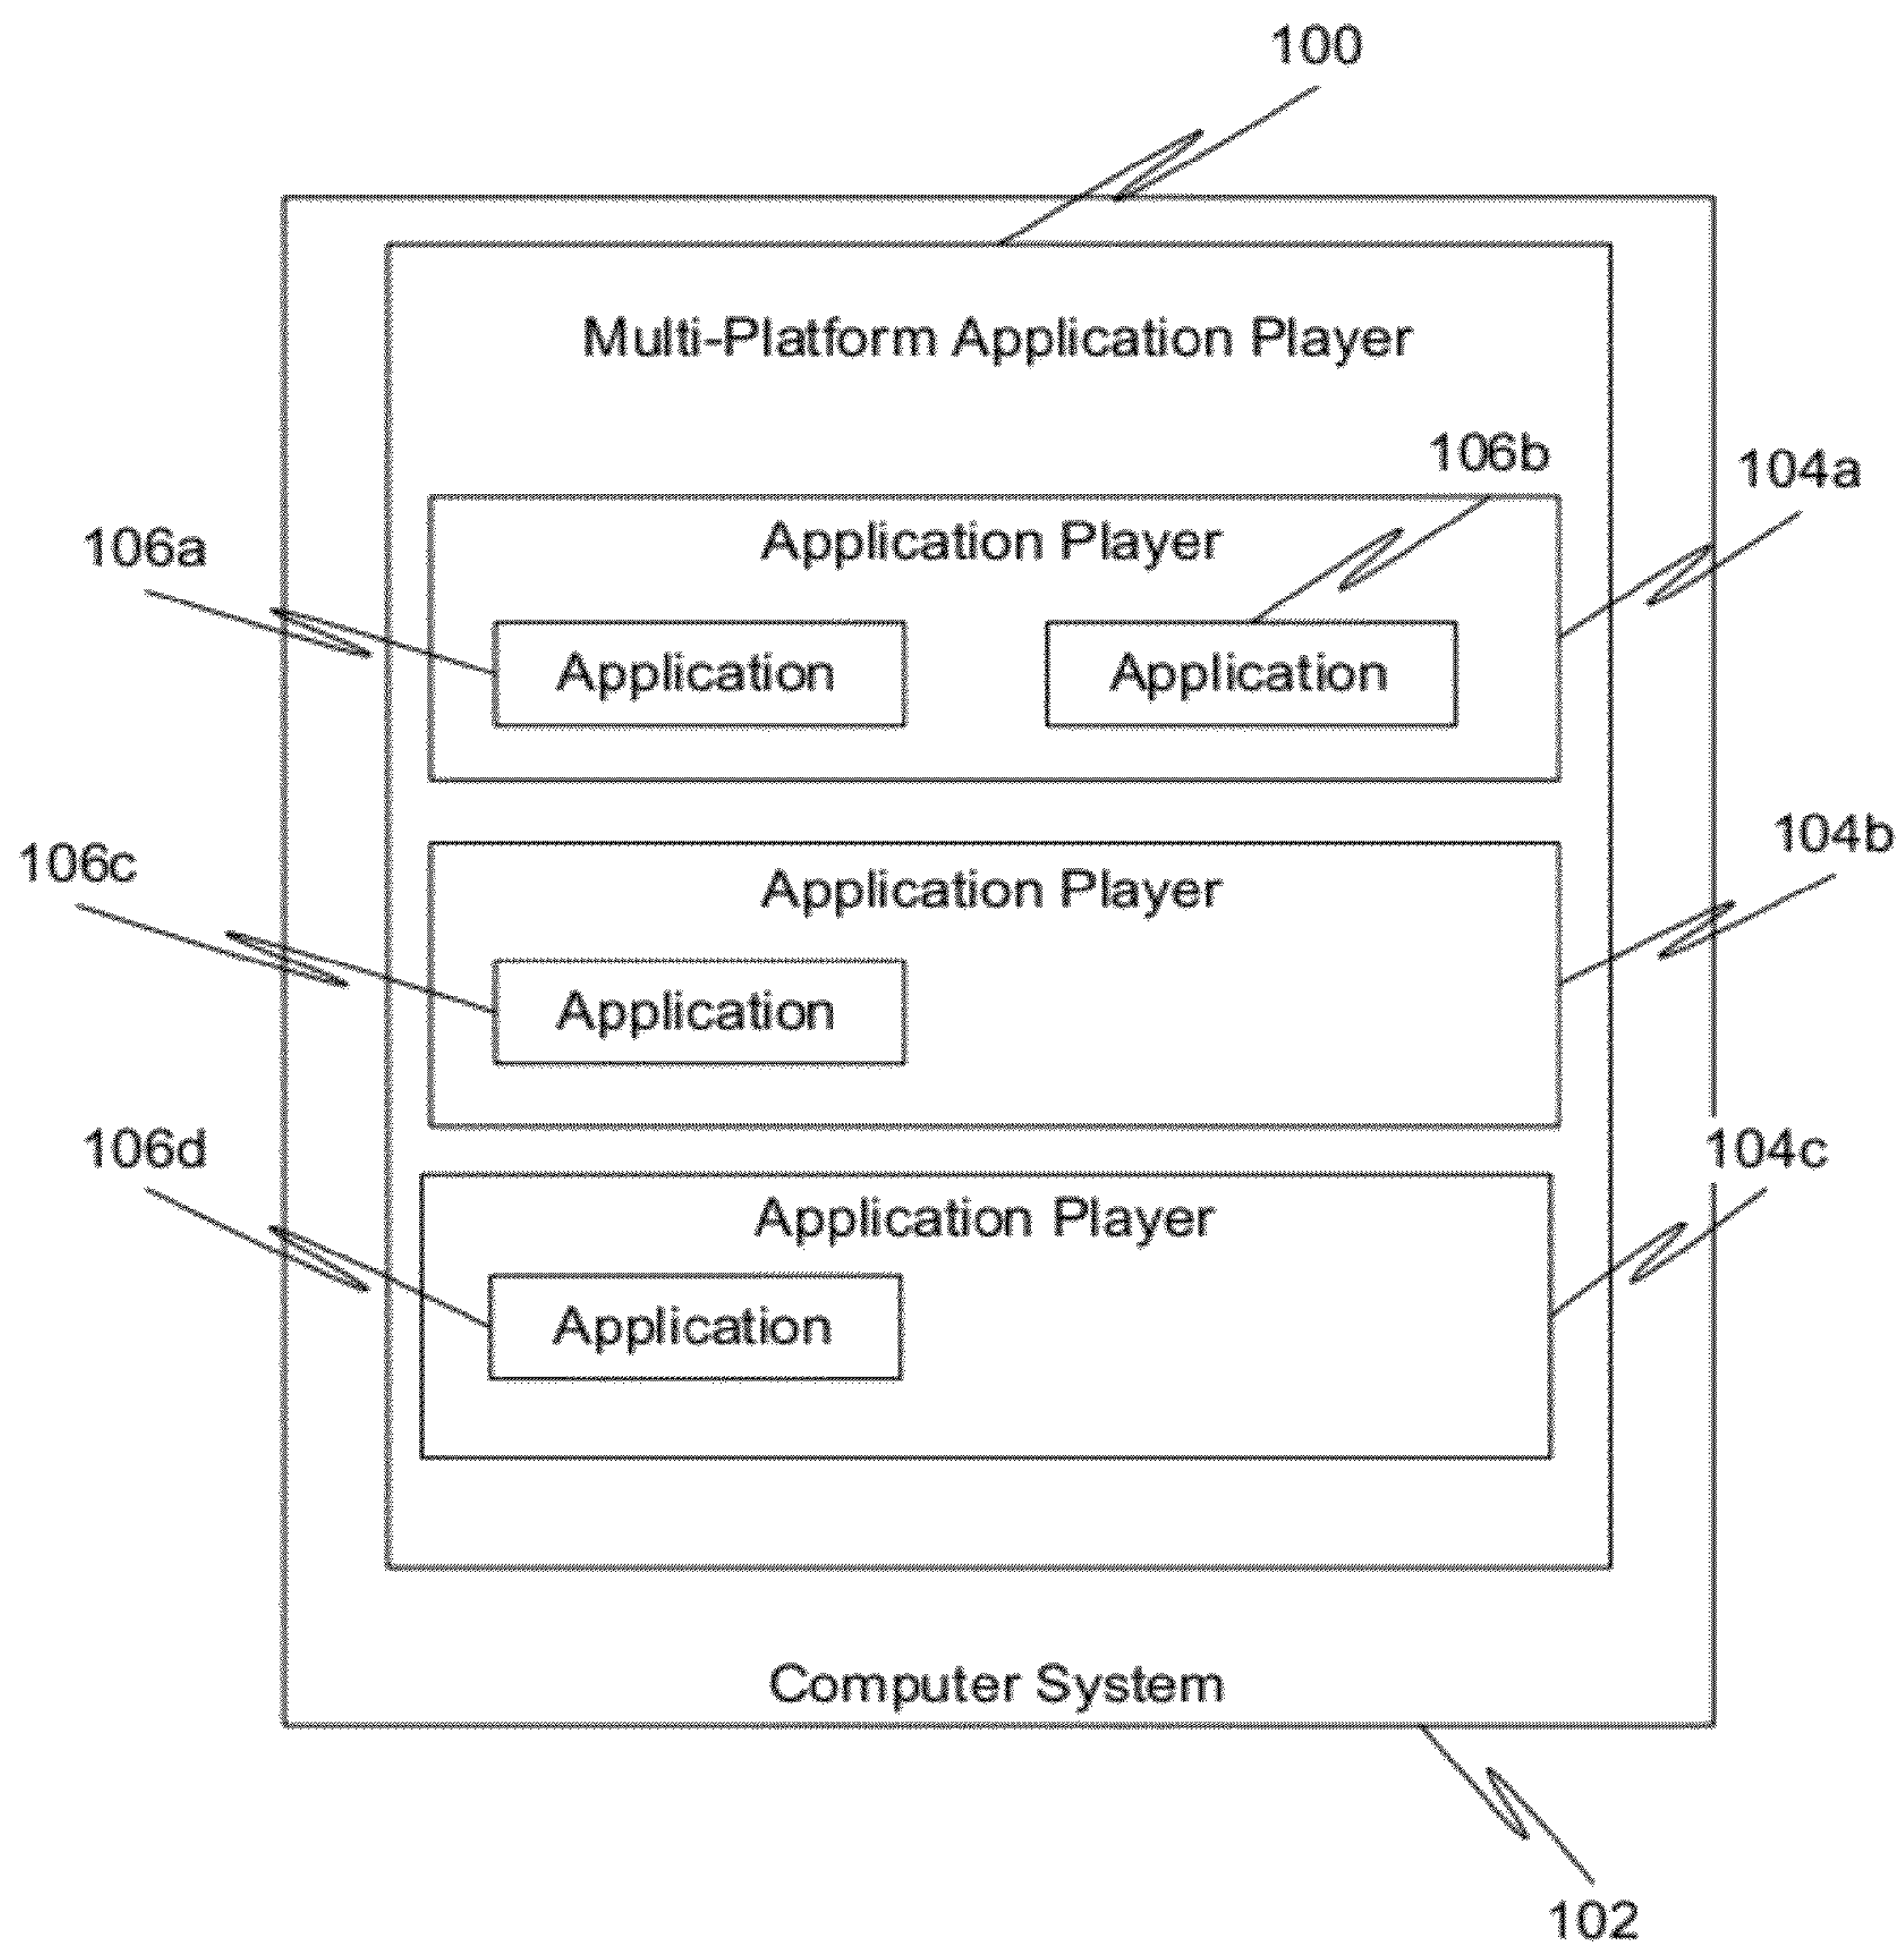 100
Multi-Platform Application Player
106b
104a
Application Player
106a
Application
Application
104b
106c
Application Player
Application
106d
104c
Application Player
Application
Computer System
102